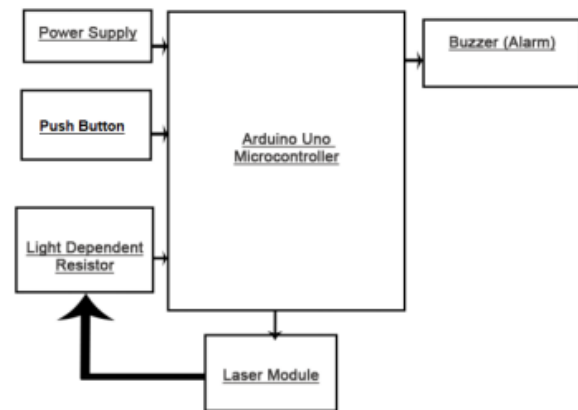 Power Supply
Push Button
Light Dependent
Resistor
Arduino Uno
Microcontroller
Buzzer (Alarm)
Laser Module